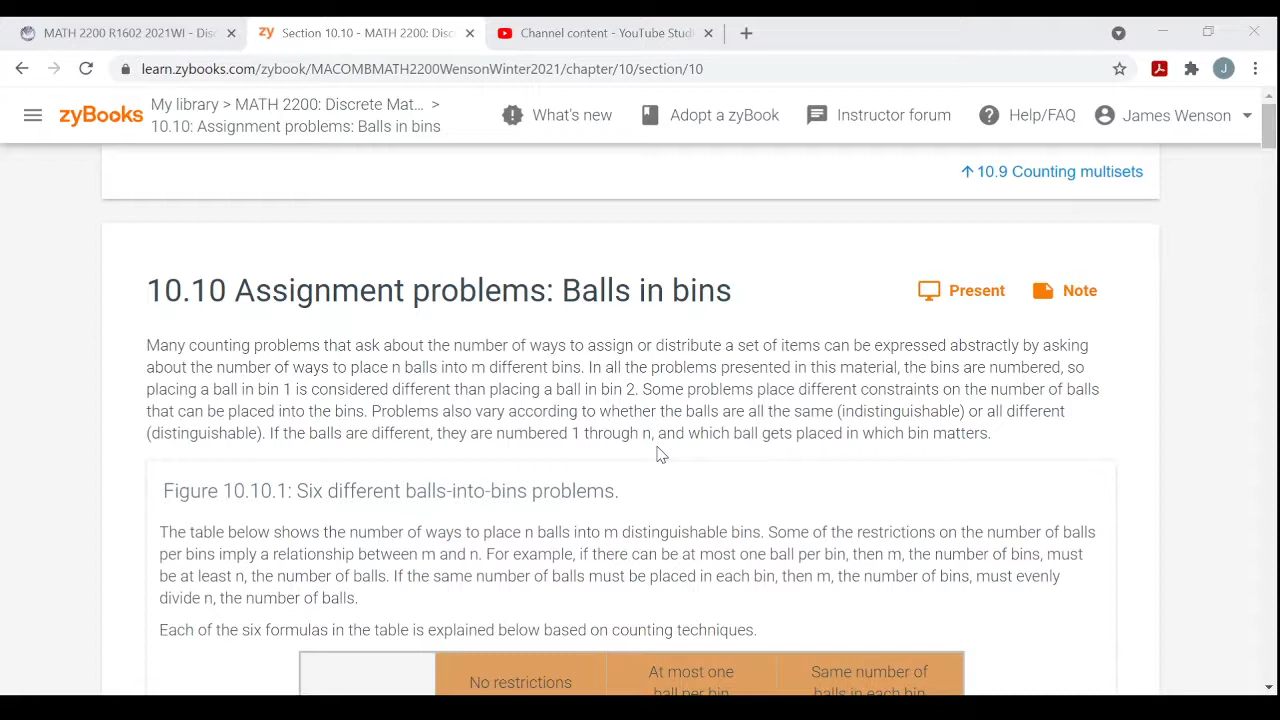 MATH 2200 R1602 2021WI - Disc
Section 10.10 - MATH 2200: Disc
Channel content - YouTube Studi
learn.zybooks.com/zybook/MACOMBMATH2200WensonWinter2021/chapter/10/section/10
J
zyBooks
My library > MATH 2200: Discrete Mat... >
10.10: Assignment problems: Balls in bins
What's new
Adopt a zyBook
Instructor forum
Help/FAQ
James Wenson
10.9 Counting multisets
10.10 Assignment problems: Balls in bins
Present
Note
Many counting problems that ask about the number of ways to assign or distribute a set of items can be expressed abstractly by asking
about the number of ways to place n balls into m different bins. In all the problems presented in this material, the bins are numbered, so
placing a ball in bin 1 is considered different than placing a ball in bin 2. Some problems place different constraints on the number of balls
that can be placed into the bins. Problems also vary according to whether the balls are all the same (indistinguishable) or all different
(distinguishable). If the balls are different, they are numbered 1 through n, and which ball gets placed in which bin matters.
Figure 10.10.1: Six different balls-into-bins problems.
The table below shows the number of ways to place n balls into m distinguishable bins. Some of the restrictions on the number of balls
per bins imply a relationship between m and n. For example, if there can be at most one ball per bin, then m, the number of bins, must
be at least n, the number of balls. If the same number of balls must be placed in each bin, then m, the number of bins, must evenly
divide n, the number of balls.
Each of the six formulas in the table is explained below based on counting techniques.
No restrictions
At most one
ball per bin
Same number of
balls in each bin